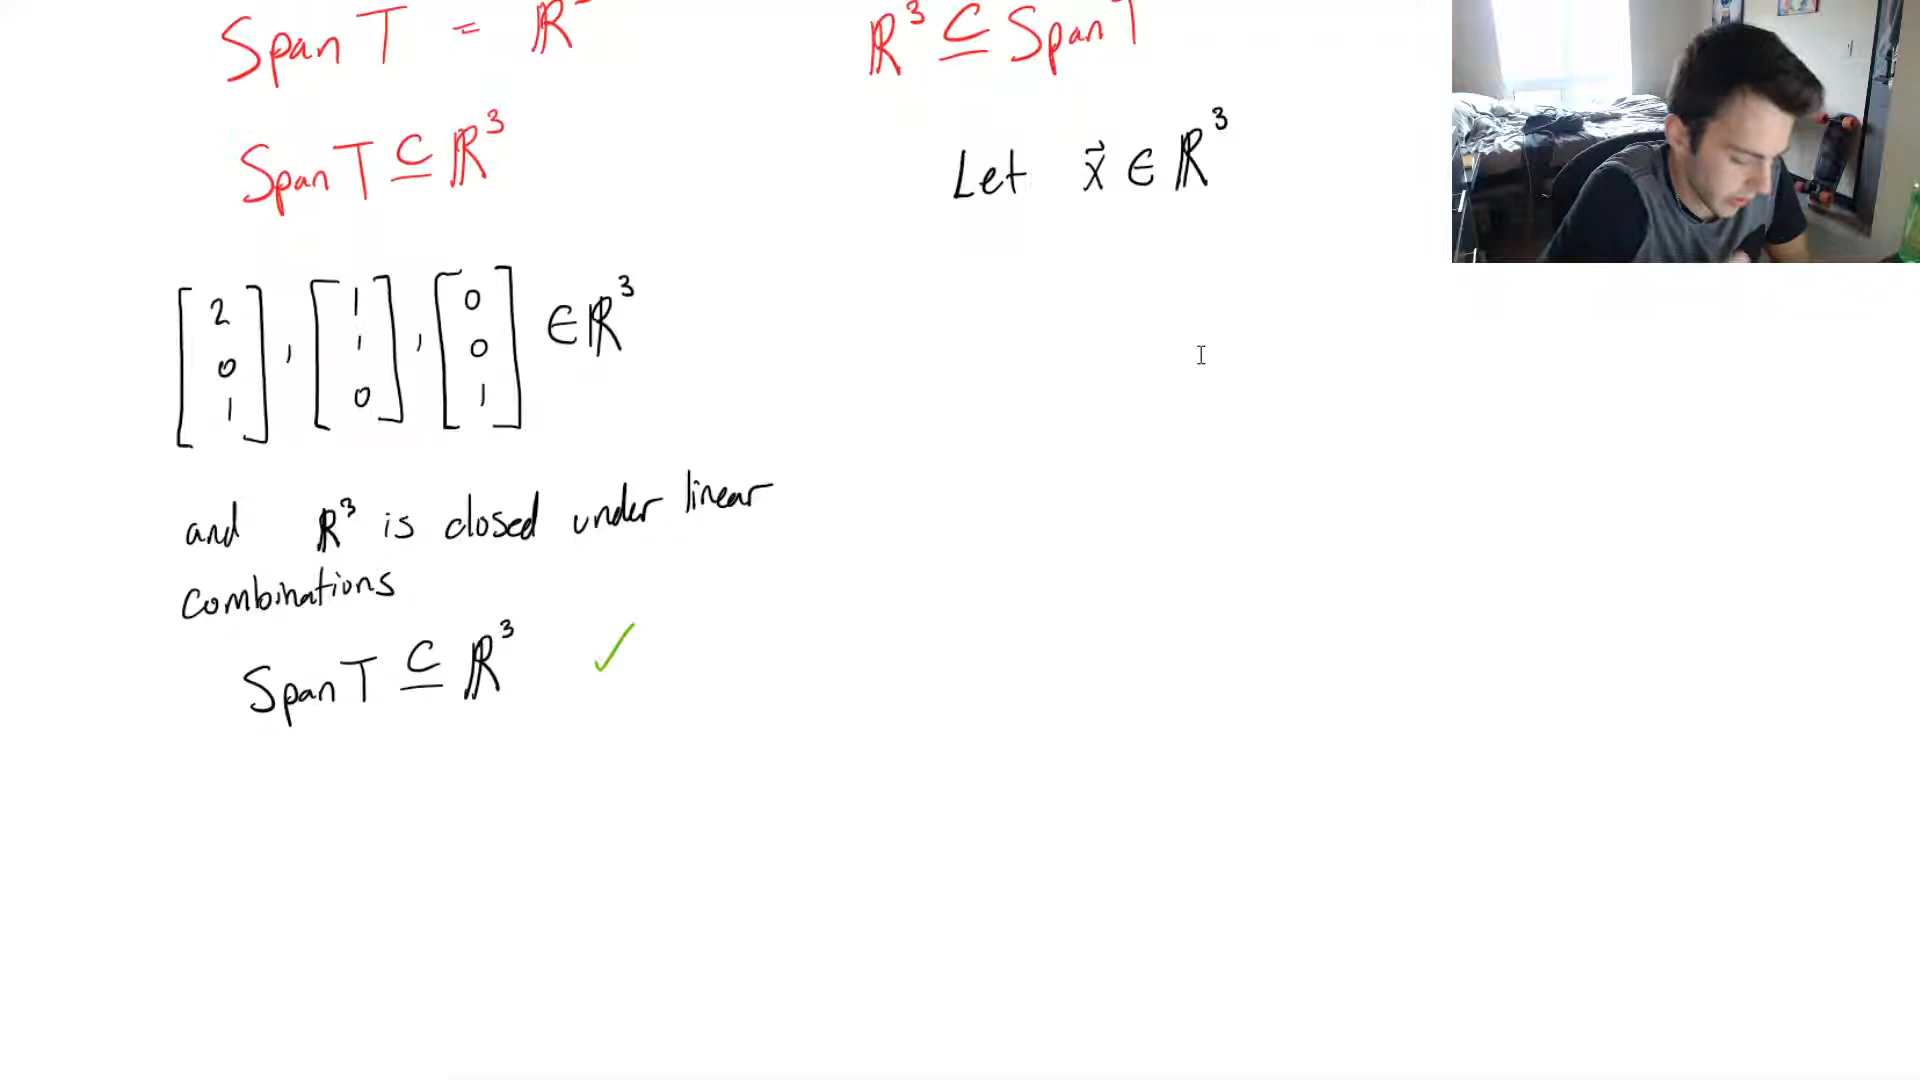 Span T = ℝ
Span T ⊆ ℝ³
[2 0 1], [1 1 0], [0 0 1] ∈ ℝ³
and ℝ³ is closed under linear
combinations
Span T ⊆ ℝ³ ✓
ℝ³ ⊆ Span T
Let x⃗ ∈ ℝ³